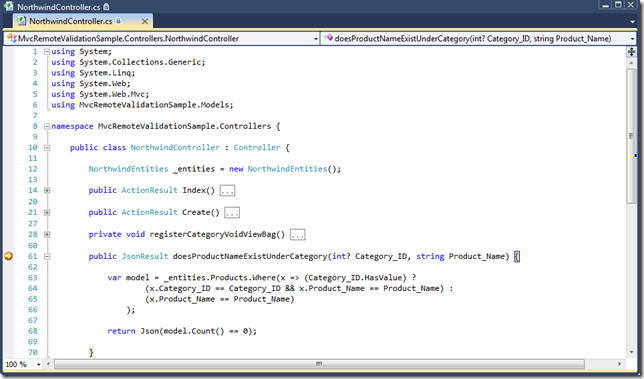 NorthwindController.cs
NorthwindController.cs
MvcRemoteValidationSample.Controllers.NorthwindController
doesProductNameExistUnderCategory(int? Category_ID, string Product_Name)
1 using System;
2 using System.Collections.Generic;
3 using System.Linq;
4 using System.Web;
5 using System.Web.Mvc;
6 using MvcRemoteValidationSample.Models;
7
8 namespace MvcRemoteValidationSample.Controllers {
9
10 public class NorthwindController : Controller {
11
12 NorthwindEntities _entities = new NorthwindEntities();
13
14 public ActionResult Index() ...
20
21 public ActionResult Create() ...
27
28 private void registerCategoryVoidViewBag() ...
60
61 public JsonResult doesProductNameExistUnderCategory(int? Category_ID, string Product_Name) {
62
63 var model = _entities.Products.Where(x => (Category_ID.HasValue) ?
64 (x.Category_ID == Category_ID && x.Product_Name == Product_Name) :
65 (x.Product_Name == Product_Name)
66 );
67
68 return Json(model.Count() == 0);
69
70 }
100 %